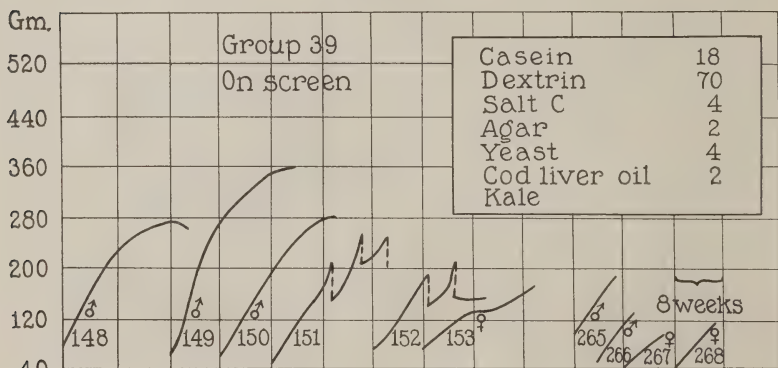 Gm.
520
440
360
280
200
120
40
Group 39
On screen
Casein 18
Dextrin 70
Salt C 4
Agar 2
Yeast 4
Cod liver oil 2
Kale
♂ 148
♂ 149
♂ 150
151
152
♀ 153
♂ 265
♂ 266
♀ 267
♀ 268
8 weeks